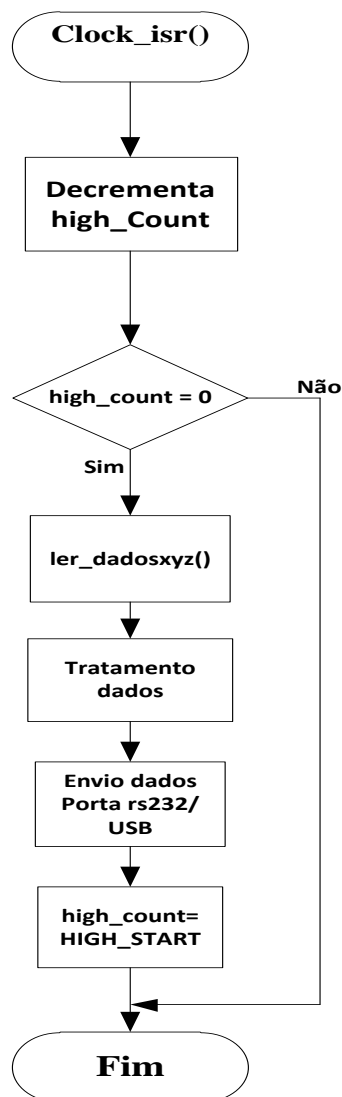 Clock_isr()
Decrementa
high_Count
high_count = 0
Não
Sim
ler_dadosxyz()
Tratamento
dados
Envio dados
Porta rs232/
USB
high_count=
HIGH_START
Fim